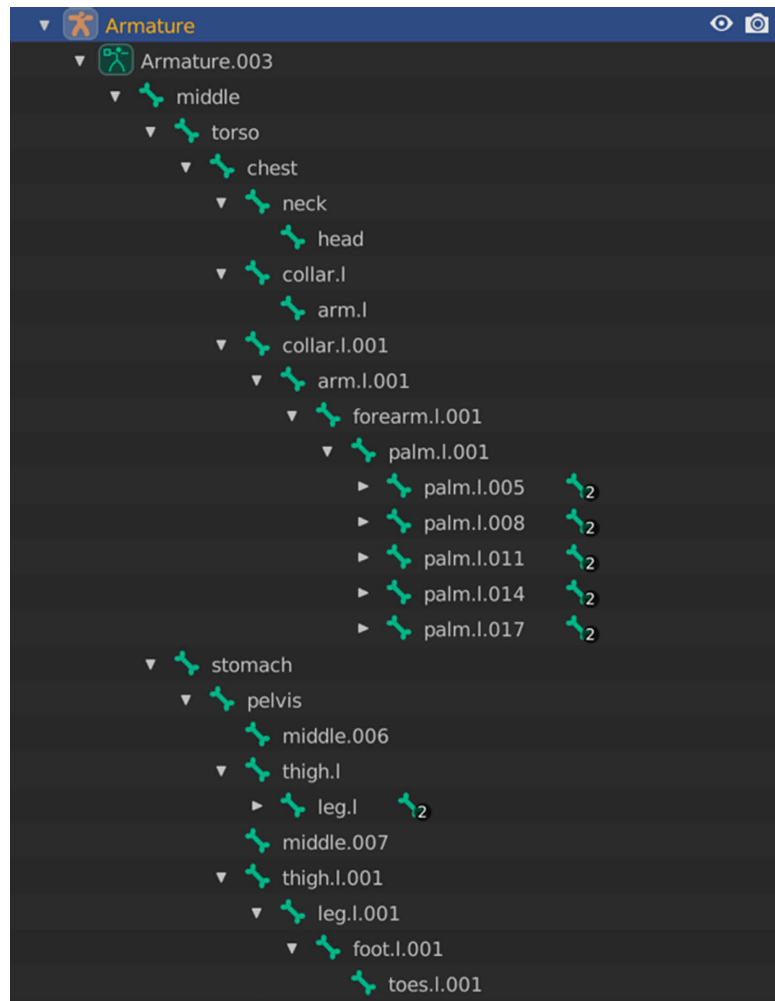 Armature
Armature.003
middle
torso
chest
neck
head
collar.l
arm.l
collar.l.001
arm.l.001
forearm.l.001
palm.l.001
palm.l.005 2
palm.l.008 2
palm.l.011 2
palm.l.014 2
palm.l.017 2
stomach
pelvis
middle.006
thigh.l
leg.l 2
middle.007
thigh.l.001
leg.l.001
foot.l.001
toes.l.001